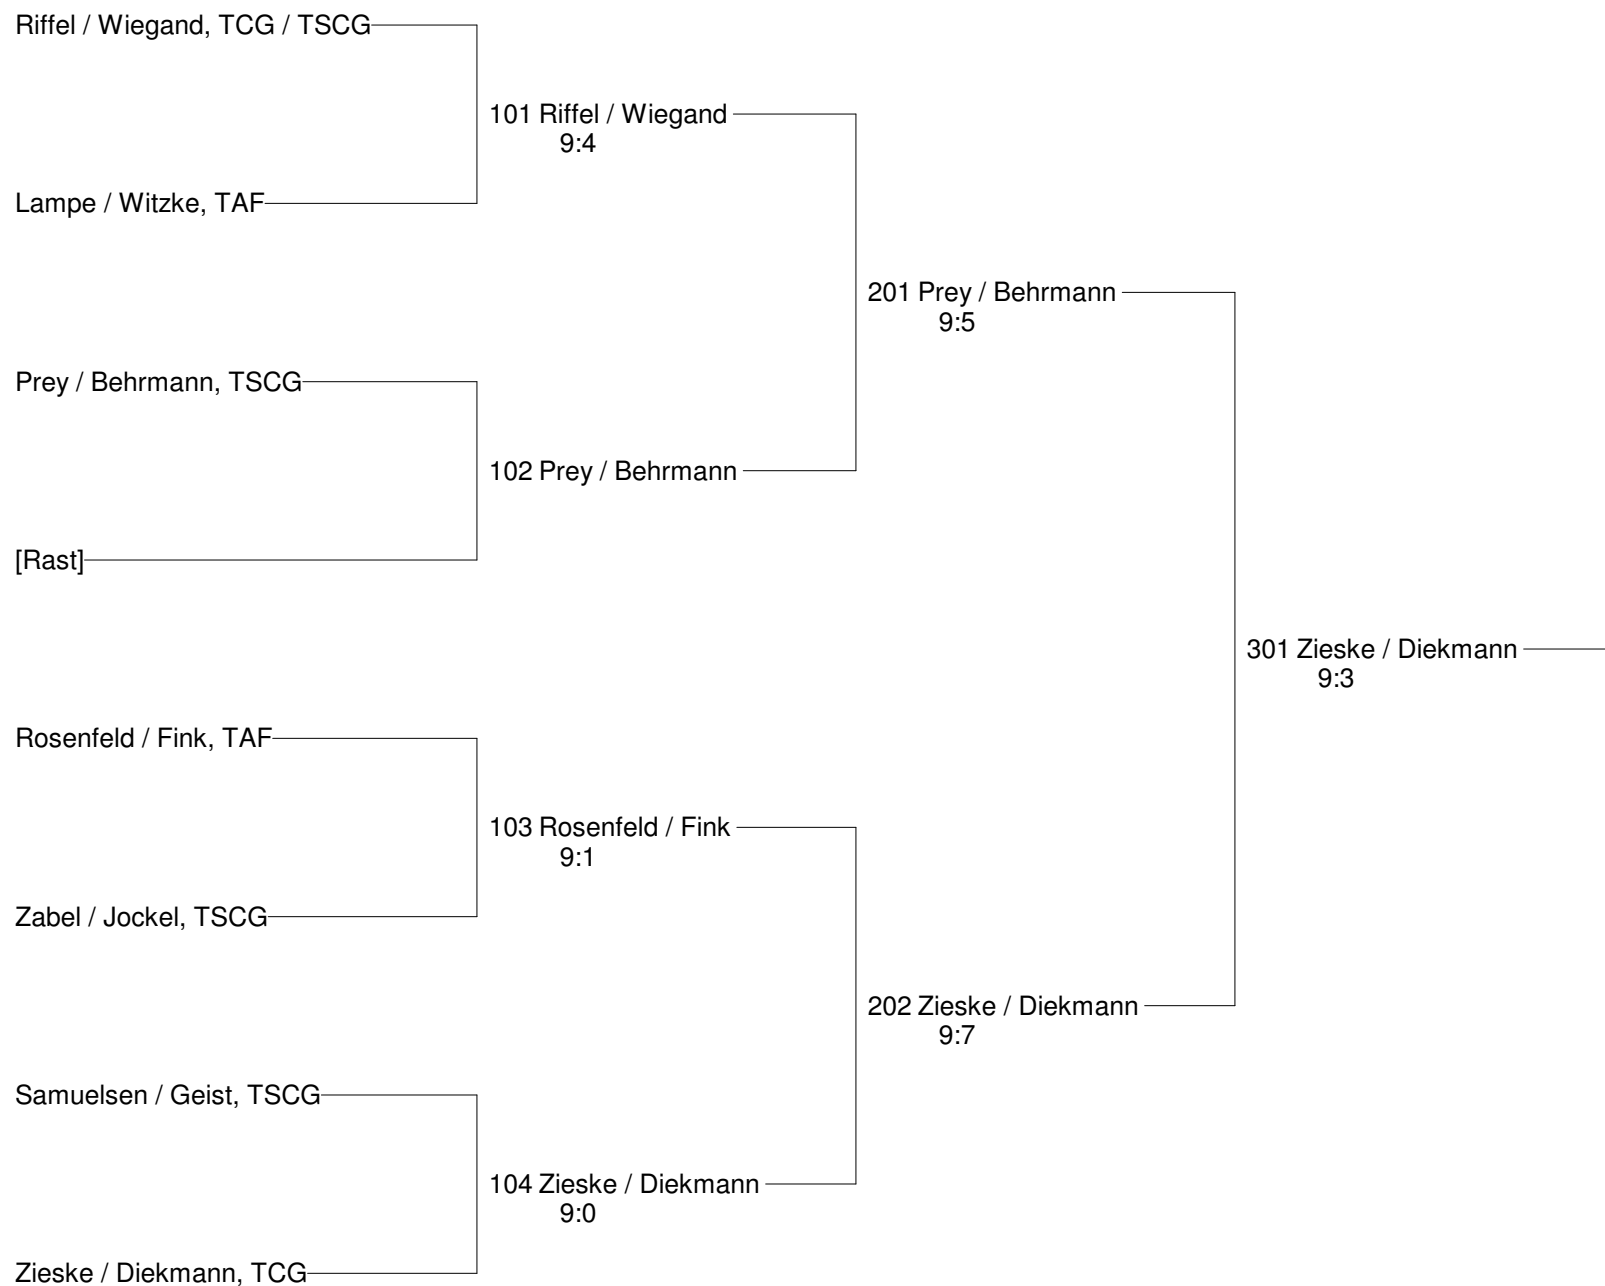 Riffel / Wiegand, TCG / TSCG
101 Riffel / Wiegand
9:4
Lampe / Witzke, TAF
201 Prey / Behrmann
9:5
Prey / Behrmann, TSCG
102 Prey / Behrmann
[Rast]
301 Zieske / Diekmann
9:3
Rosenfeld / Fink, TAF
103 Rosenfeld / Fink
9:1
Zabel / Jockel, TSCG
202 Zieske / Diekmann
9:7
Samuelsen / Geist, TSCG
104 Zieske / Diekmann
9:0
Zieske / Diekmann, TCG